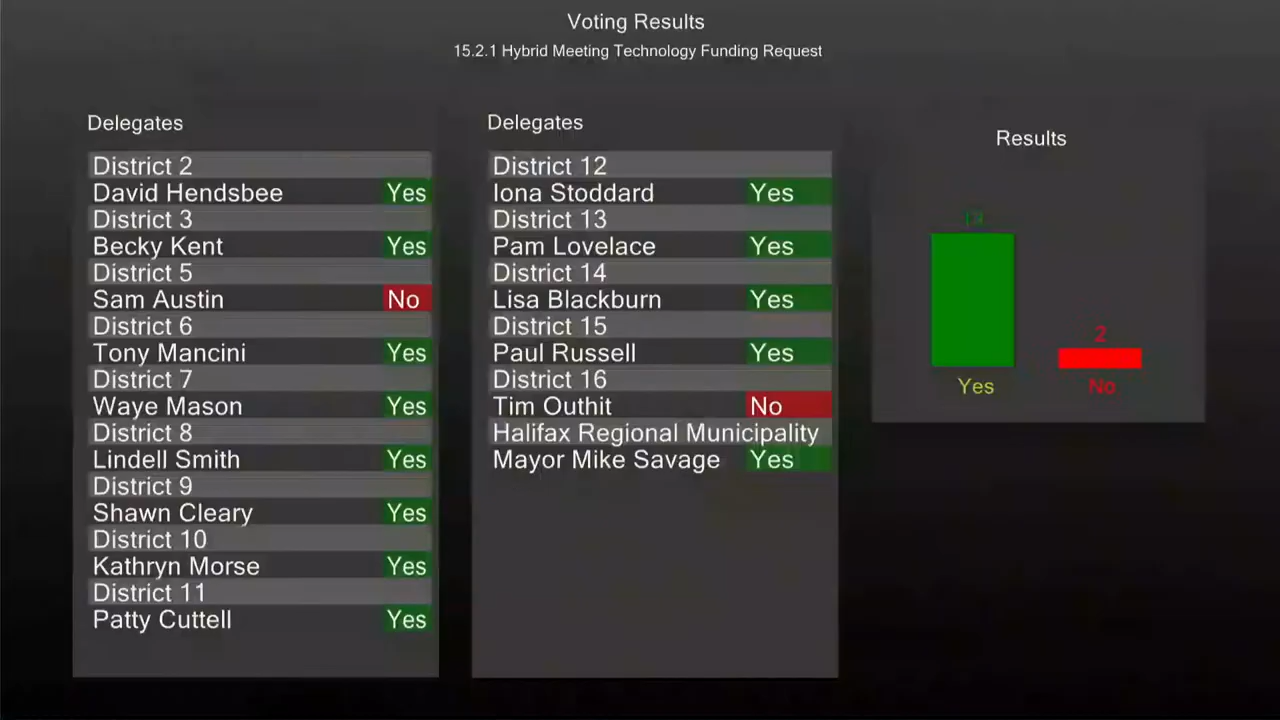 Voting Results
15.2.1 Hybrid Meeting Technology Funding Request
Delegates
District 2
David Hendsbee Yes
District 3
Becky Kent Yes
District 5
Sam Austin No
District 6
Tony Mancini Yes
District 7
Waye Mason Yes
District 8
Lindell Smith Yes
District 9
Shawn Cleary Yes
District 10
Kathryn Morse Yes
District 11
Patty Cuttell Yes
Delegates
District 12
Iona Stoddard Yes
District 13
Pam Lovelace Yes
District 14
Lisa Blackburn Yes
District 15
Paul Russell Yes
District 16
Tim Outhit No
Halifax Regional Municipality
Mayor Mike Savage Yes
Results
13
2
Yes
No